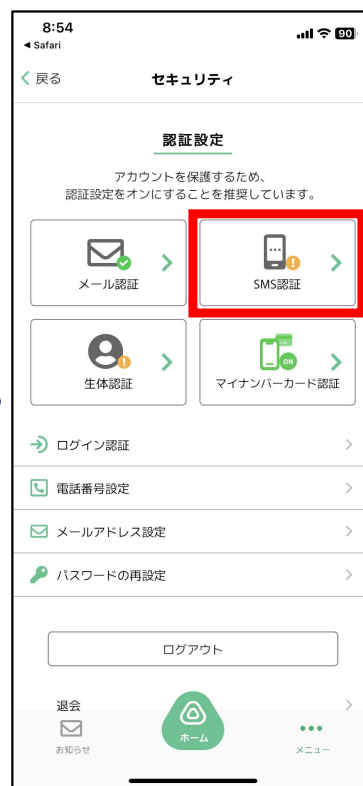 8:54
90
◀ Safari
戻る
セキュリティ
認証設定
アカウントを保護するため、
認証設定をオンにすることを推奨しています。
メール認証
SMS認証
ON
生体認証
マイナンバーカード認証
ログイン認証
電話番号設定
メールアドレス設定
パスワードの再設定
ログアウト
退会
お知らせ
ホーム
メニュー